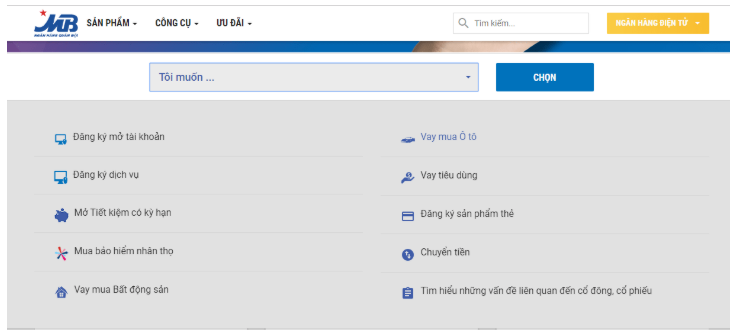 MB
NGÂN HÀNG QUÂN ĐỘI
SẢN PHẨM
CÔNG CỤ
ƯU ĐÃI
Tìm kiếm...
NGÂN HÀNG ĐIỆN TỬ
Tôi muốn ...
CHỌN
Đăng ký mở tài khoản
Vay mua Ô tô
Đăng ký dịch vụ
Vay tiêu dùng
Mở Tiết kiệm có kỳ hạn
Đăng ký sản phẩm thẻ
Mua bảo hiểm nhân thọ
Chuyển tiền
Vay mua Bất động sản
Tìm hiểu những vấn đề liên quan đến cổ đông, cổ phiếu